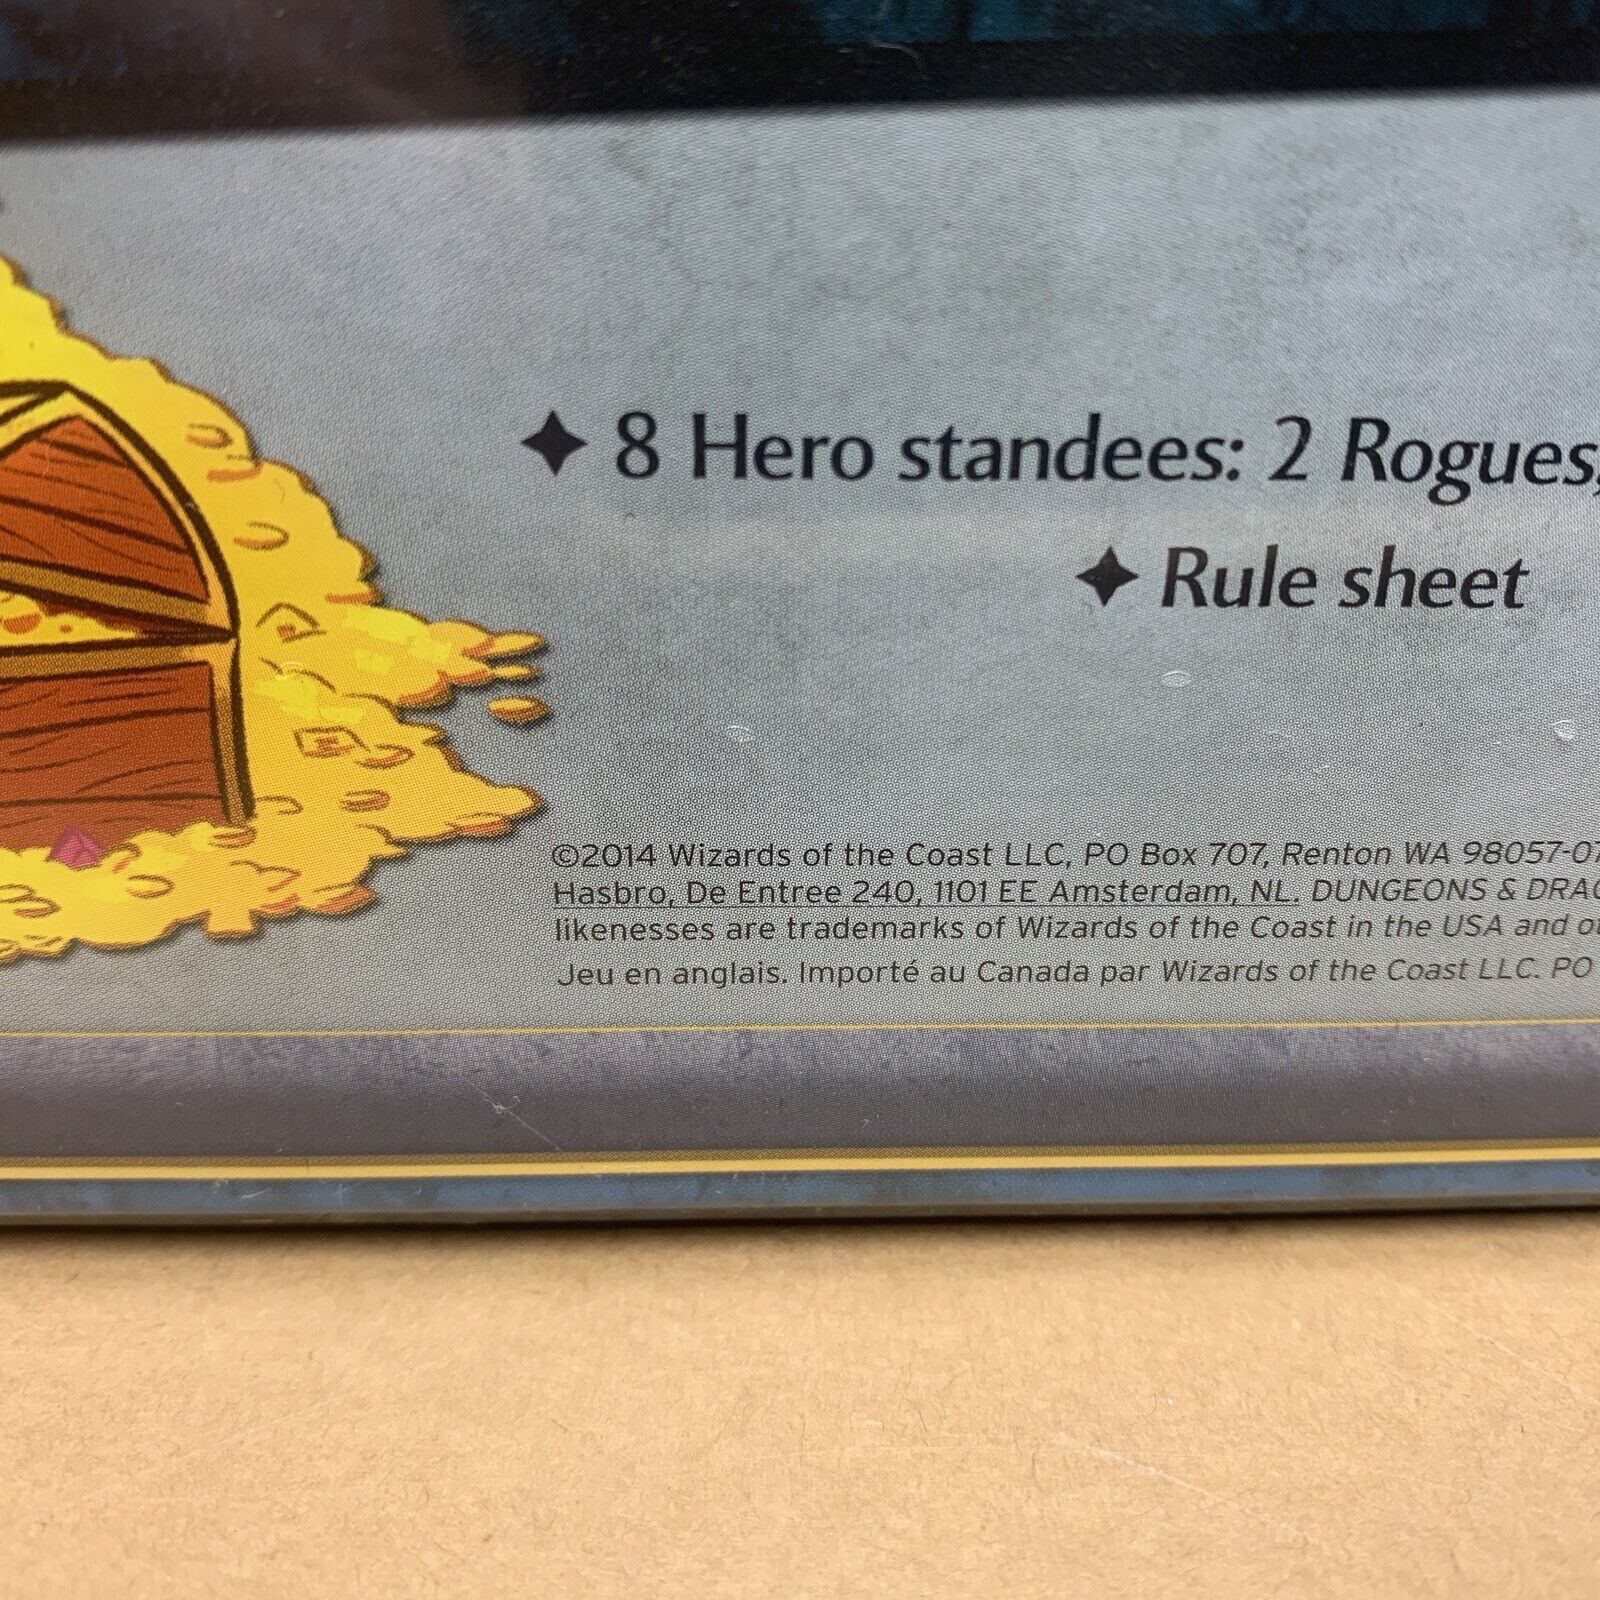 ✦ 8 Hero standees: 2 Rogues,
✦ Rule sheet
©2014 Wizards of the Coast LLC, PO Box 707, Renton WA 98057-07
Hasbro, De Entree 240, 1101 EE Amsterdam, NL. DUNGEONS & DRAG
likenesses are trademarks of Wizards of the Coast in the USA and ot
Jeu en anglais. Importé au Canada par Wizards of the Coast LLC. PO